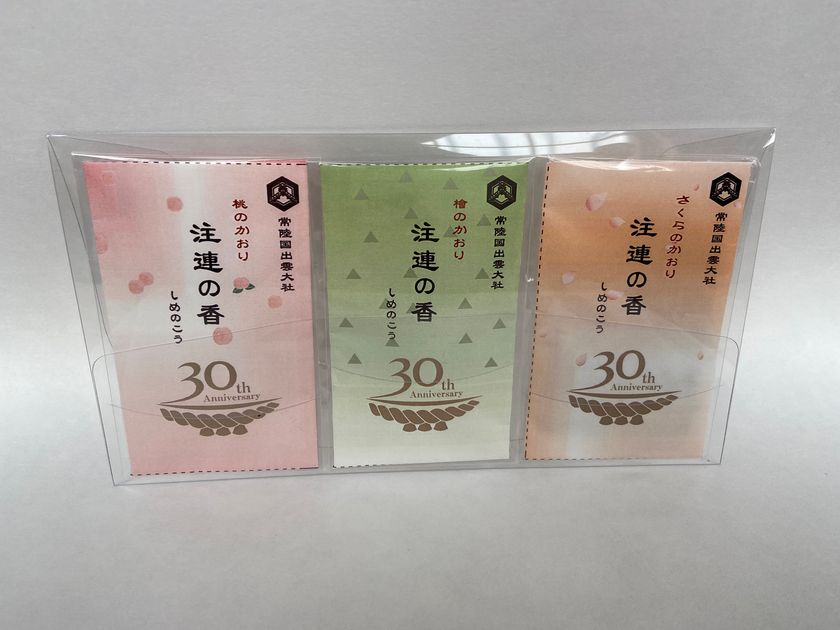 常陸国出雲大社
桃のかおり
注連の香
しめのこう
30th
Anniversary
常陸国出雲大社
檜のかおり
注連の香
しめのこう
30th
Anniversary
常陸国出雲大社
さくらのかおり
注連の香
しめのこう
30th
Anniversary